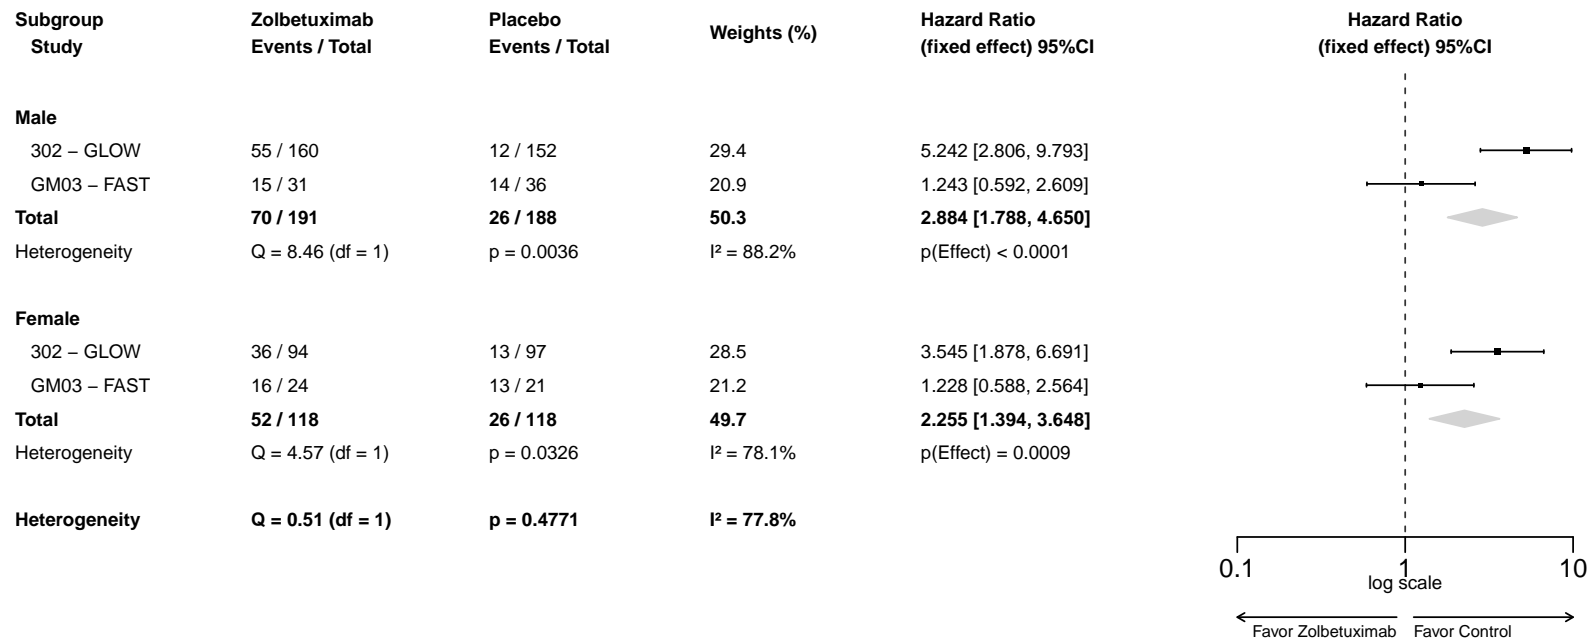 Subgroup Zolbetuximab Placebo Weights (%) Hazard Ratio Hazard Ratio
Study Events / Total Events / Total (fixed effect) 95%CI (fixed effect) 95%CI
Male
302 – GLOW 55 / 160 12 / 152 29.4 5.242 [2.806, 9.793]
GM03 – FAST 15 / 31 14 / 36 20.9 1.243 [0.592, 2.609]
Total 70 / 191 26 / 188 50.3 2.884 [1.788, 4.650]
Heterogeneity Q = 8.46 (df = 1) p = 0.0036 I² = 88.2% p(Effect) < 0.0001
Female
302 – GLOW 36 / 94 13 / 97 28.5 3.545 [1.878, 6.691]
GM03 – FAST 16 / 24 13 / 21 21.2 1.228 [0.588, 2.564]
Total 52 / 118 26 / 118 49.7 2.255 [1.394, 3.648]
Heterogeneity Q = 4.57 (df = 1) p = 0.0326 I² = 78.1% p(Effect) = 0.0009
Heterogeneity Q = 0.51 (df = 1) p = 0.4771 I² = 77.8%
0.1 1 10
log scale
Favor Zolbetuximab Favor Control